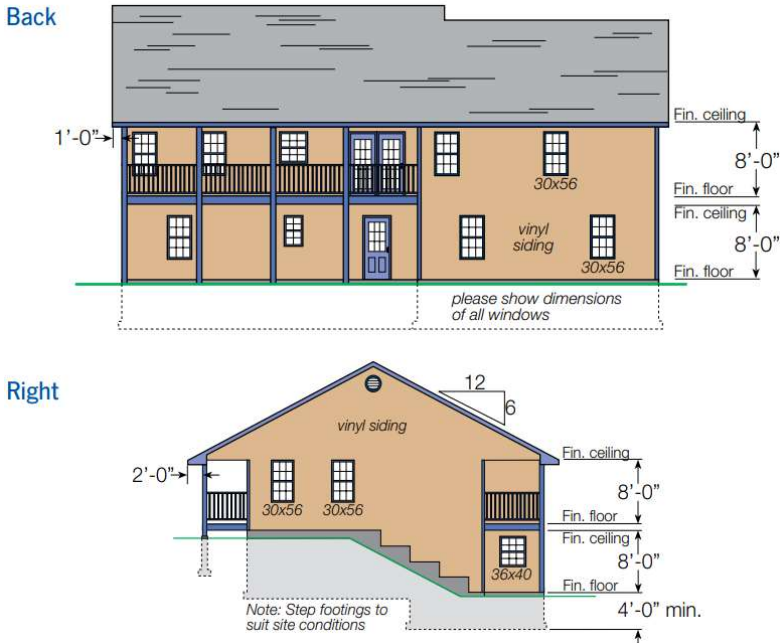 Back
Fin. ceiling
1’-0”
8’-0”
30x56
Fin. floor
Fin. ceiling
vinyl
siding
8’-0”
30x56
Fin. floor
please show dimensions
of all windows
Right
12
6
vinyl siding
Fin. ceiling
2’-0”
8’-0”
30x56 30x56
Fin. floor
Fin. ceiling
8’-0”
36x40
Fin. floor
4’-0” min.
Note: Step footings to
suit site conditions